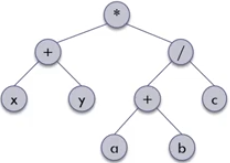 *
+ /
x y + c
a b